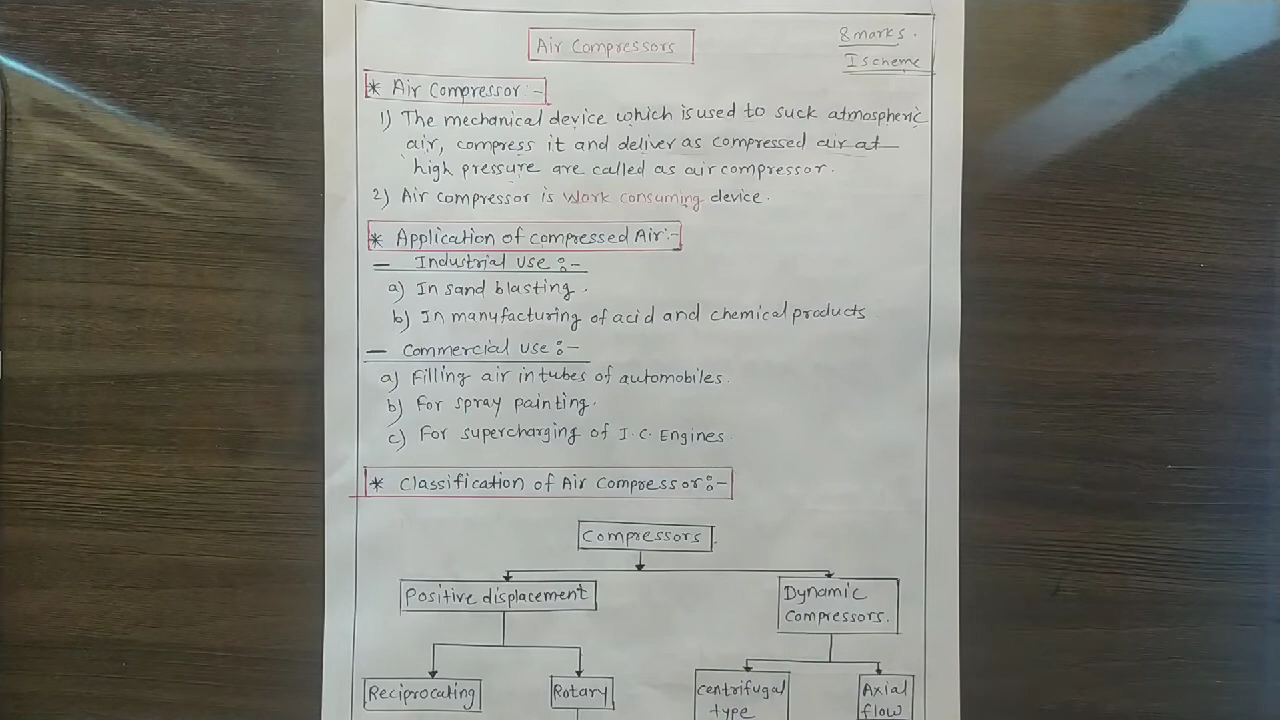 Air Compressors
8 marks.
I scheme
* Air Compressor:-
1) The mechanical device which is used to suck atmospheric
air, compress it and deliver as compressed air at
high pressure are called as air compressor.
2) Air compressor is Work consuming device.
* Application of compressed Air:-
— Industrial use :-
a) In sand blasting.
b) In manufacturing of acid and chemical products
— Commercial use :-
a) Filling air in tubes of automobiles.
b) For spray painting.
c) For supercharging of I.C. Engines.
* Classification of Air Compressor :-
Compressors
Positive displacement
Dynamic
Compressors.
Reciprocating
Rotary
Centrifugal
type
Axial
flow